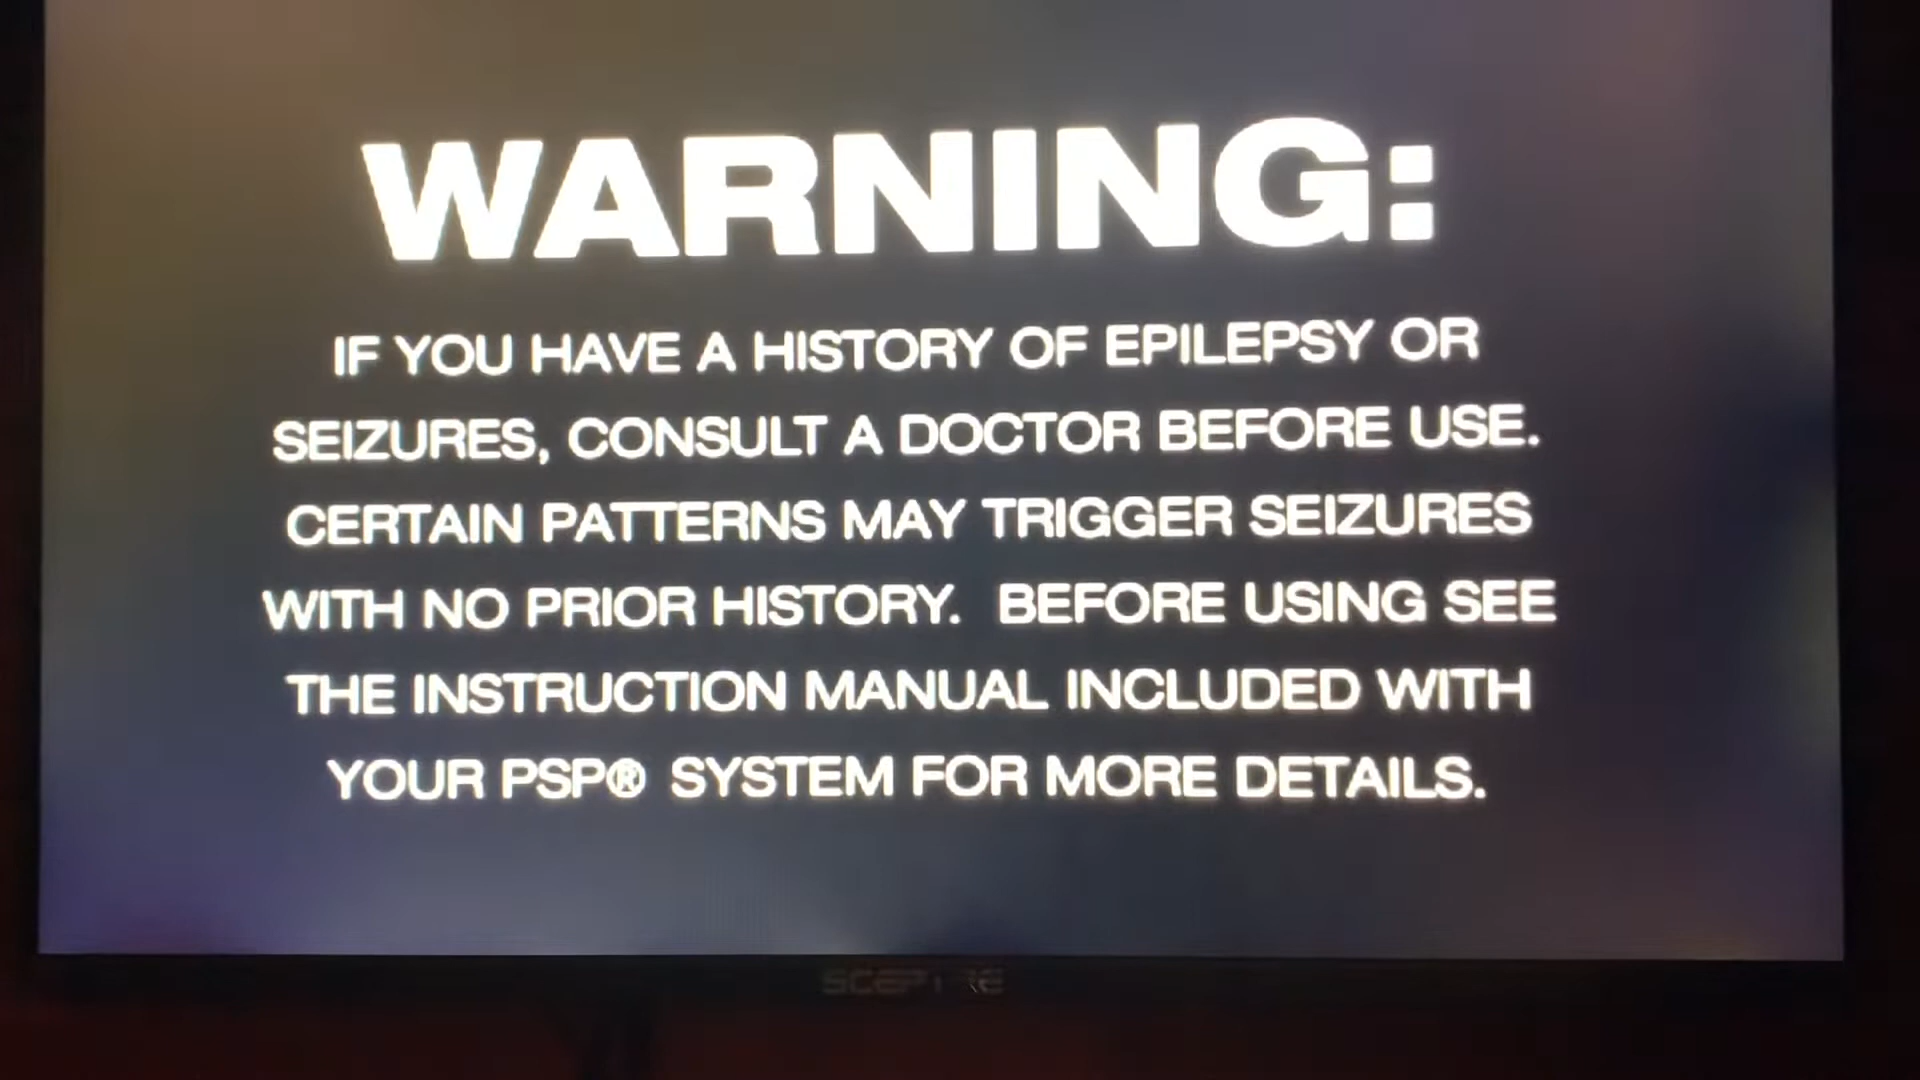 WARNING:
IF YOU HAVE A HISTORY OF EPILEPSY OR
SEIZURES, CONSULT A DOCTOR BEFORE USE.
CERTAIN PATTERNS MAY TRIGGER SEIZURES
WITH NO PRIOR HISTORY.  BEFORE USING SEE
THE INSTRUCTION MANUAL INCLUDED WITH
YOUR PSP® SYSTEM FOR MORE DETAILS.
SCEPTRE